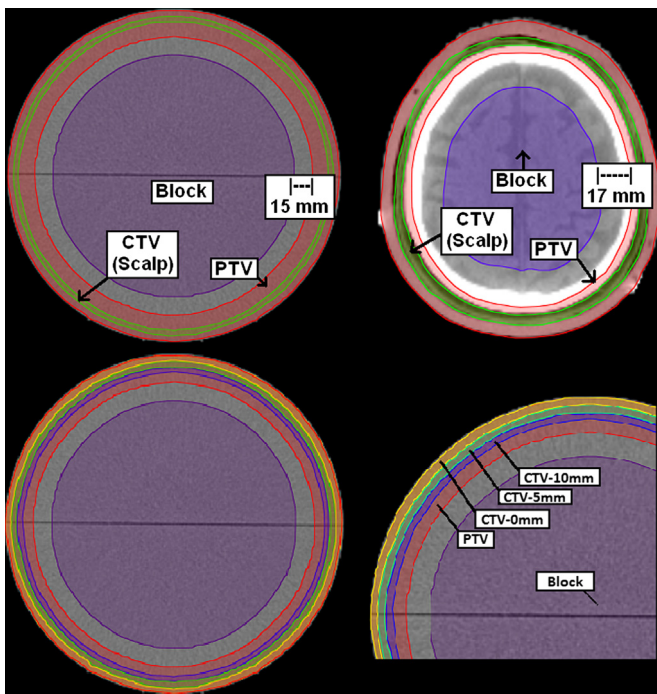 Block
|---|
15 mm
CTV
(Scalp)
PTV
Block
|-----|
17 mm
CTV
(Scalp)
PTV
CTV-10mm
CTV-5mm
CTV-0mm
PTV
Block